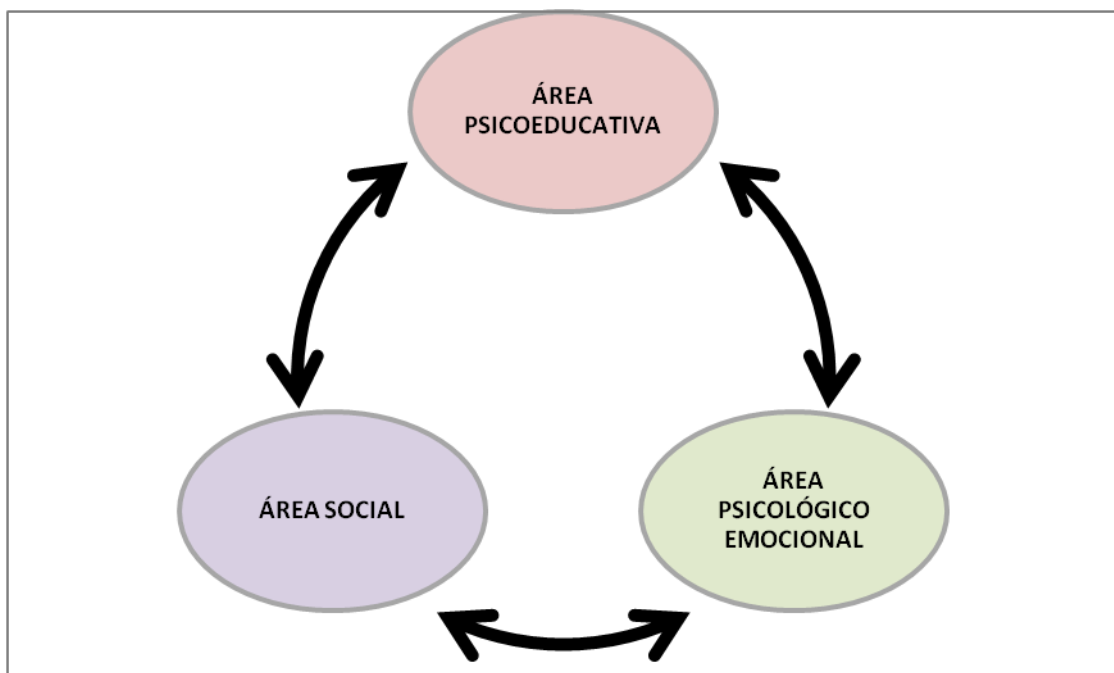 ÁREA
PSICOEDUCATIVA
ÁREA SOCIAL
ÁREA
PSICOLÓGICO
EMOCIONAL